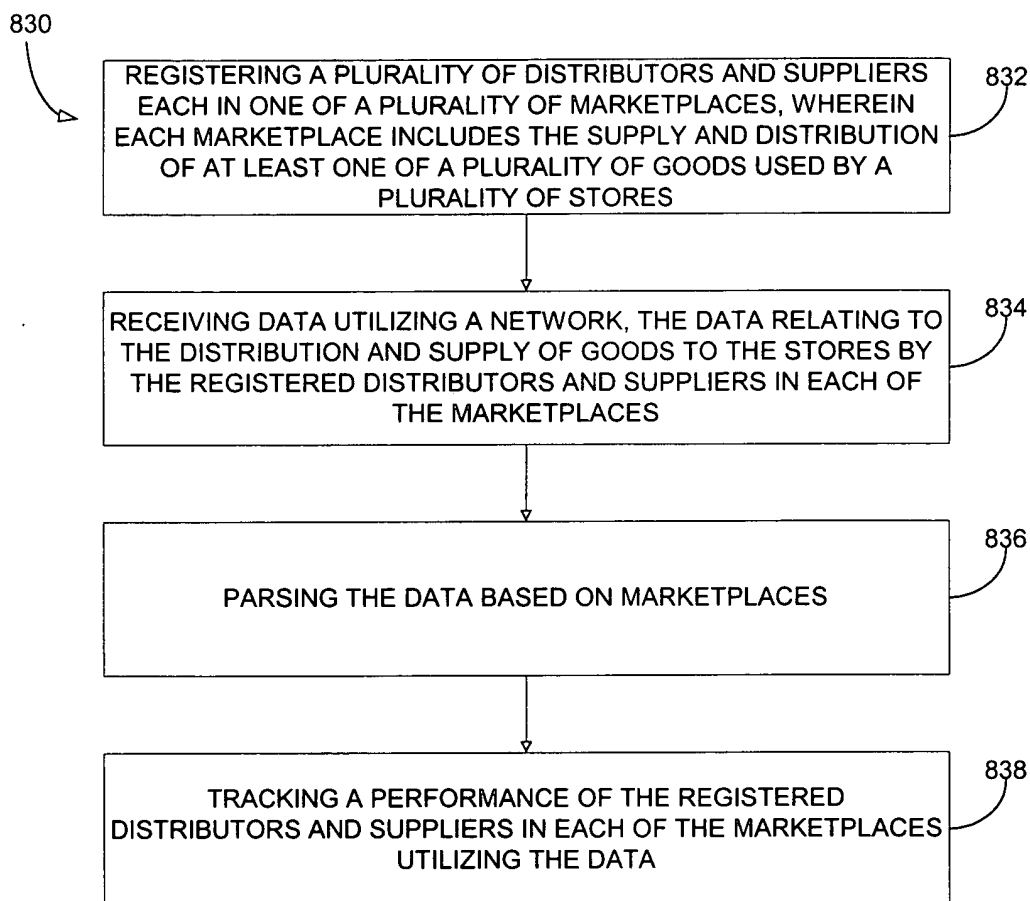 830
REGISTERING A PLURALITY OF DISTRIBUTORS AND SUPPLIERS
EACH IN ONE OF A PLURALITY OF MARKETPLACES, WHEREIN
EACH MARKETPLACE INCLUDES THE SUPPLY AND DISTRIBUTION
OF AT LEAST ONE OF A PLURALITY OF GOODS USED BY A
PLURALITY OF STORES
832
RECEIVING DATA UTILIZING A NETWORK, THE DATA RELATING TO
THE DISTRIBUTION AND SUPPLY OF GOODS TO THE STORES BY
THE REGISTERED DISTRIBUTORS AND SUPPLIERS IN EACH OF
THE MARKETPLACES
834
PARSING THE DATA BASED ON MARKETPLACES
836
TRACKING A PERFORMANCE OF THE REGISTERED
DISTRIBUTORS AND SUPPLIERS IN EACH OF THE MARKETPLACES
UTILIZING THE DATA
838